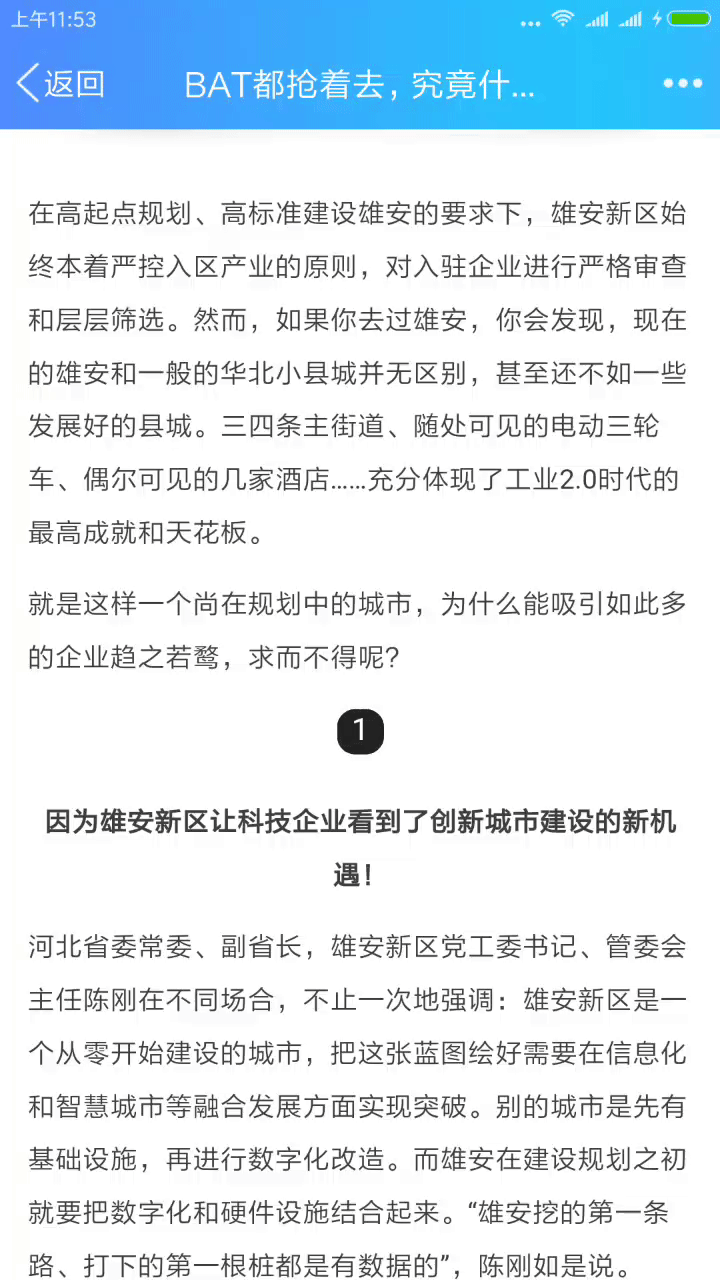 上午11:53
返回
BAT都抢着去，究竟什...
在高起点规划、高标准建设雄安的要求下，雄安新区始
终本着严控入区产业的原则，对入驻企业进行严格审查
和层层筛选。然而，如果你去过雄安，你会发现，现在
的雄安和一般的华北小县城并无区别，甚至还不如一些
发展好的县城。三四条主街道、随处可见的电动三轮
车、偶尔可见的几家酒店……充分体现了工业2.0时代的
最高成就和天花板。
就是这样一个尚在规划中的城市，为什么能吸引如此多
的企业趋之若鹜，求而不得呢？
1
因为雄安新区让科技企业看到了创新城市建设的新机
遇！
河北省委常委、副省长，雄安新区党工委书记、管委会
主任陈刚在不同场合，不止一次地强调：雄安新区是一
个从零开始建设的城市，把这张蓝图绘好需要在信息化
和智慧城市等融合发展方面实现突破。别的城市是先有
基础设施，再进行数字化改造。而雄安在建设规划之初
就要把数字化和硬件设施结合起来。“雄安挖的第一条
路、打下的第一根桩都是有数据的”，陈刚如是说。